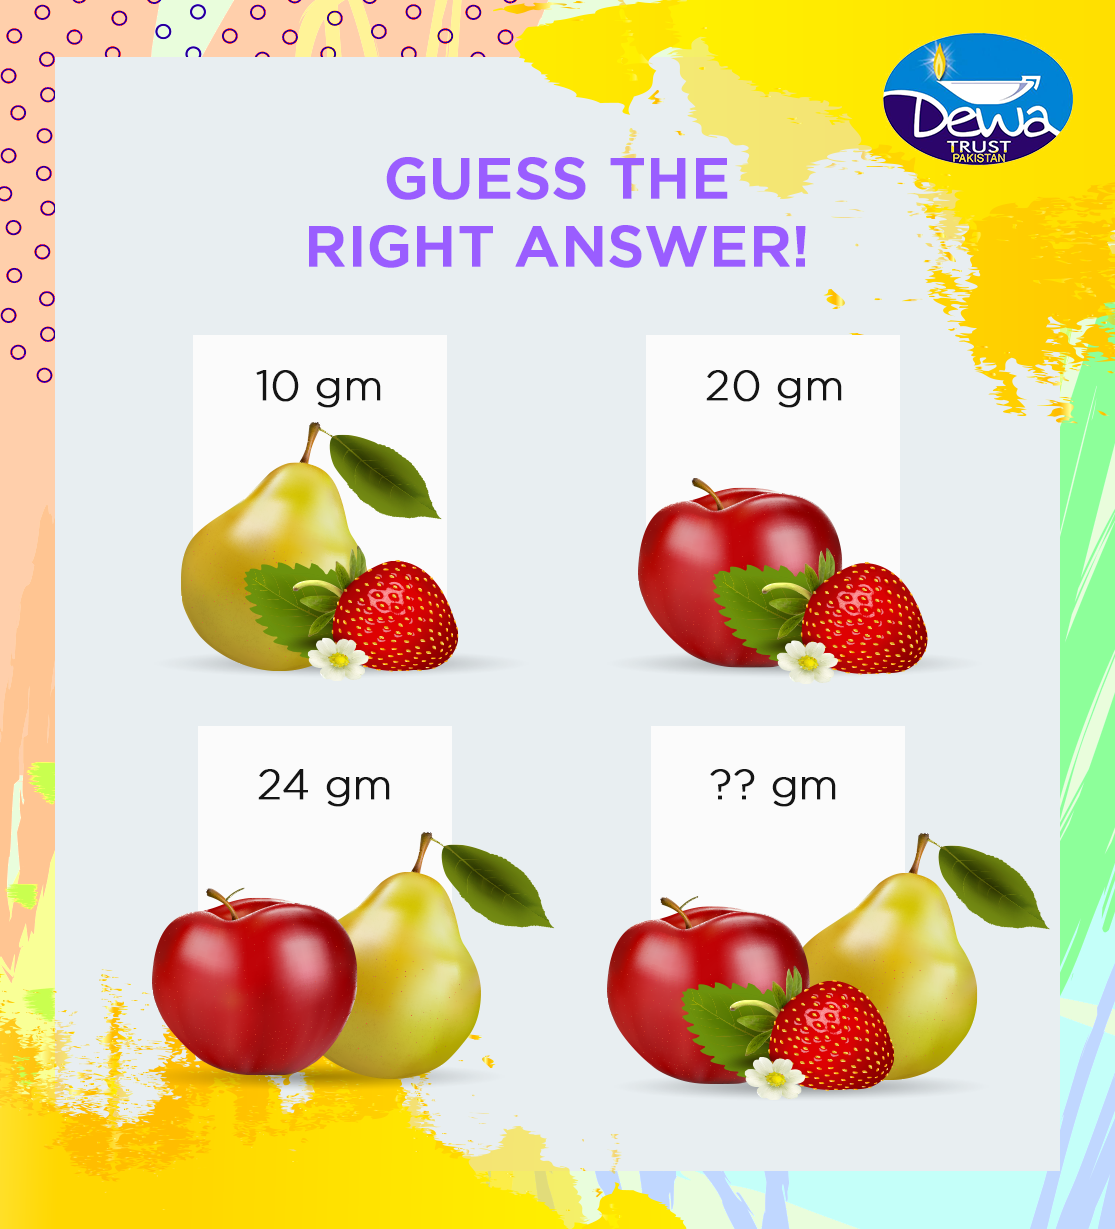 Dewa
TRUST
PAKISTAN
GUESS THE
RIGHT ANSWER!
10 gm
20 gm
24 gm
?? gm